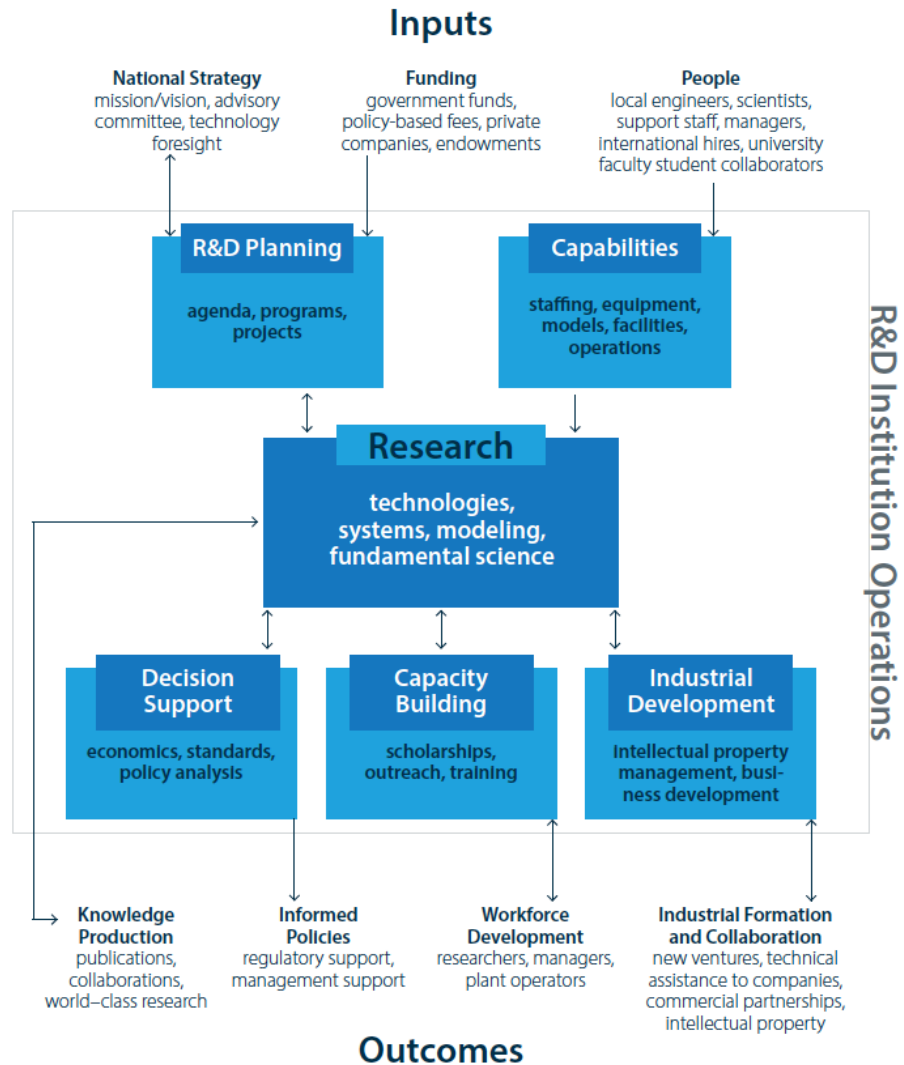 Inputs
National Strategy
mission/vision, advisory
committee, technology
foresight
Funding
government funds,
policy-based fees, private
companies, endowments
People
local engineers, scientists,
support staff, managers,
international hires, university
faculty student collaborators
R&D Planning
agenda, programs,
projects
Capabilities
staffing, equipment,
models, facilities,
operations
R&D Institution Operations
Research
technologies,
systems, modeling,
fundamental science
Decision
Support
economics, standards,
policy analysis
Capacity
Building
scholarships,
outreach, training
Industrial
Development
intellectual property
management, busi-
ness development
Knowledge
Production
publications,
collaborations,
world–class research
Informed
Policies
regulatory support,
management support
Workforce
Development
researchers, managers,
plant operators
Industrial Formation
and Collaboration
new ventures, technical
assistance to companies,
commercial partnerships,
intellectual property
Outcomes